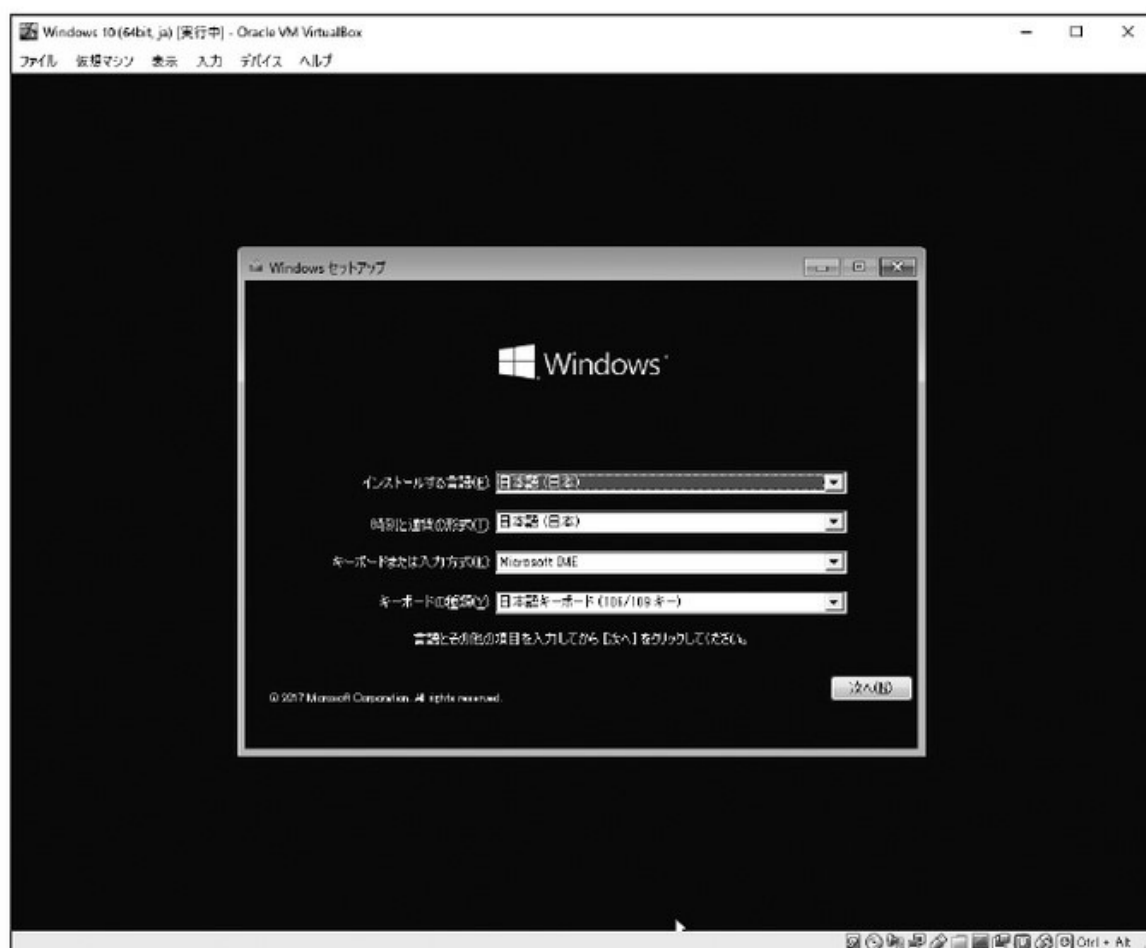 Windows 10 (64bit, ja) [実行中] - Oracle VM VirtualBox
ファイル 仮想マシン 表示 入力 デバイス ヘルプ
Windows セットアップ
Windows
インストールする言語(E) 日本語 (日本)
時刻と通貨の形式(T) 日本語 (日本)
キーボードまたは入力方式(K) Microsoft IME
キーボードの種類(Y) 日本語キーボード (106/109 キー)
言語とその他の項目を入力してから [次へ] をクリックしてください。
© 2017 Microsoft Corporation. All rights reserved.
次へ(N)
Ctrl + Alt